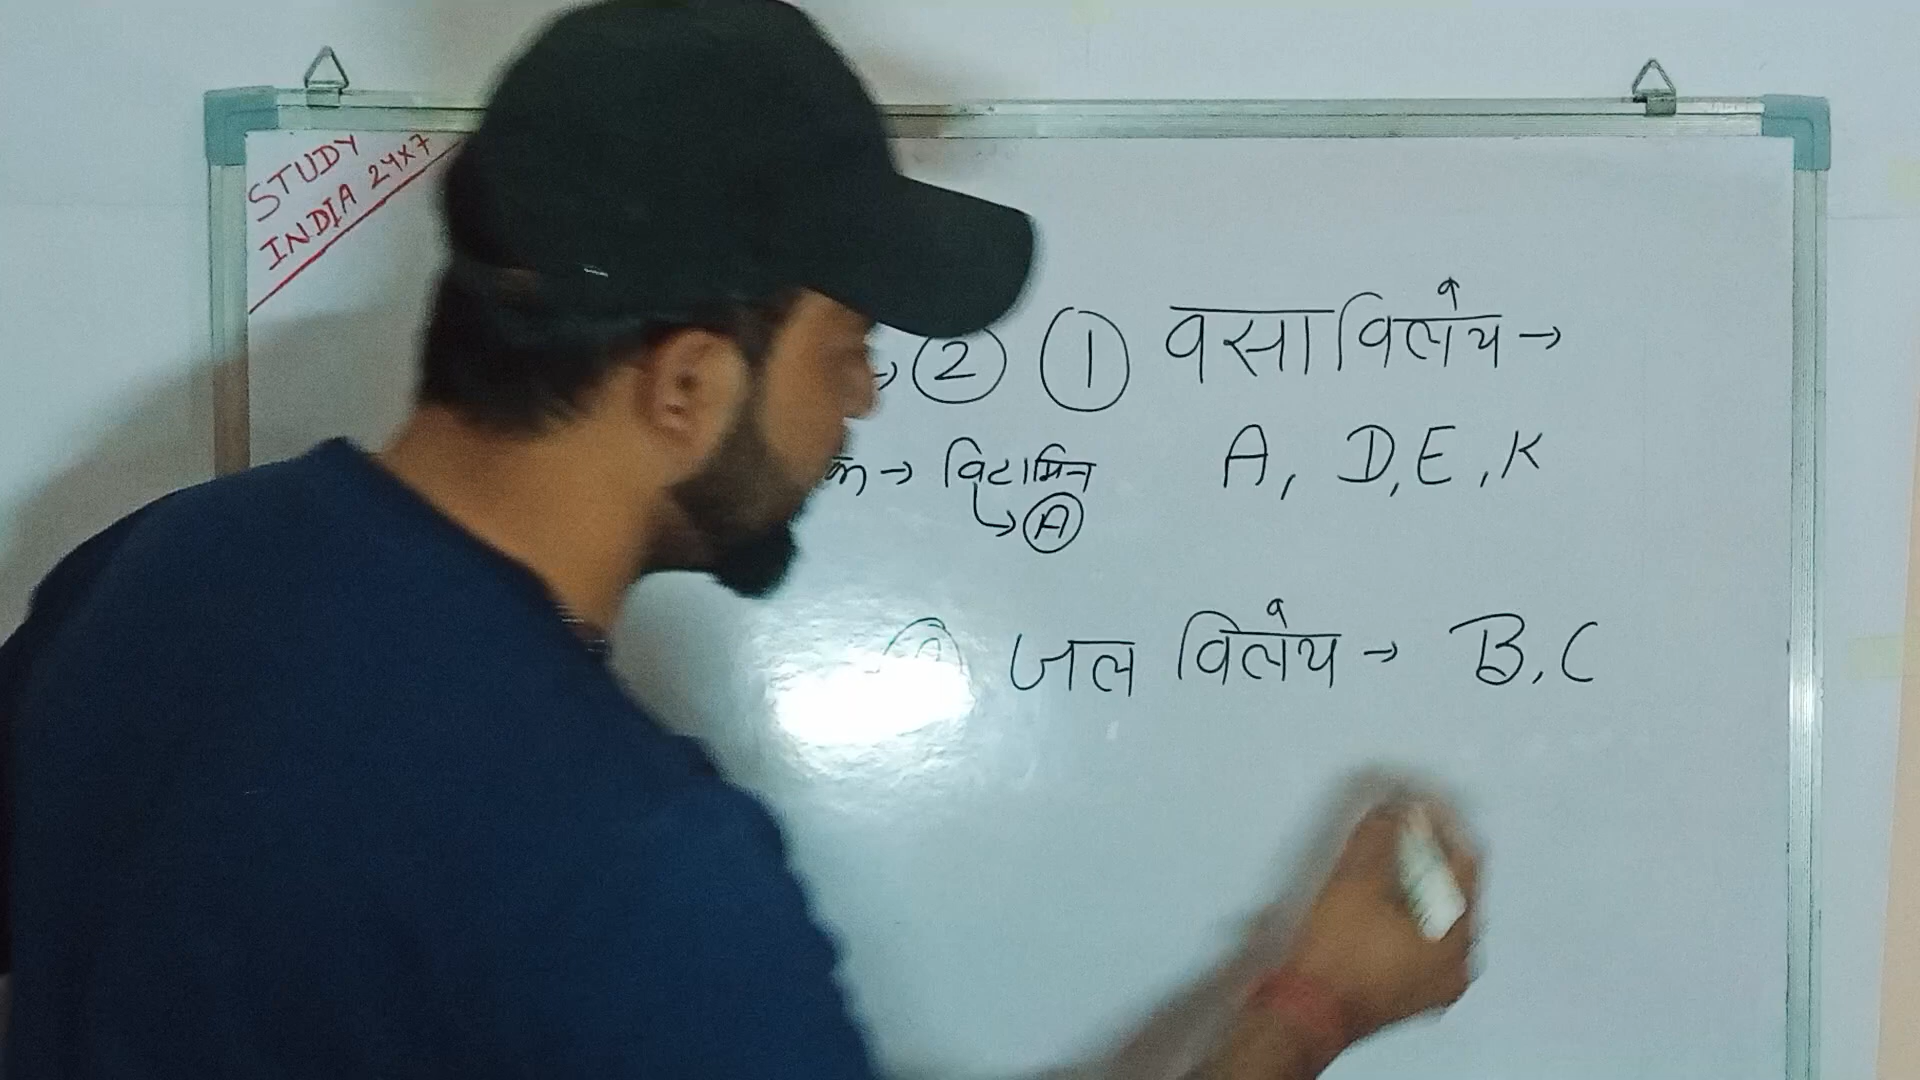 STUDY
INDIA 24x7
→ ② ① वसा विलेय →
→ विटामिन A, D, E, K
↳ Ⓐ
जल विलेय → B, C